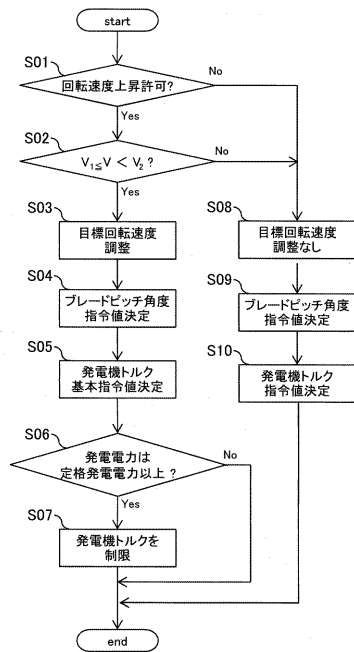 start
S01
回転速度上昇許可?
No
Yes
S02
V1≦V < V2 ?
No
Yes
S03
目標回転速度
調整
S04
ブレードピッチ角度
指令値決定
S05
発電機トルク
基本指令値決定
S06
発電電力は
定格発電電力以上 ?
No
Yes
S07
発電機トルクを
制限
S08
目標回転速度
調整なし
S09
ブレードピッチ角度
指令値決定
S10
発電機トルク
指令値決定
end